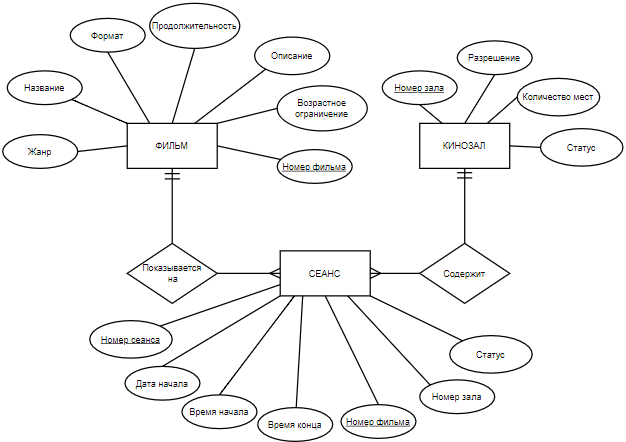 Продолжительность
Формат
Описание
Разрешение
Название
Номер зала
Количество мест
Возрастное
ограничение
ФИЛЬМ
КИНОЗАЛ
Жанр
Статус
Номер фильма
Показывается
на
СЕАНС
Содержит
Номер сеанса
Статус
Дата начала
Номер зала
Время начала
Время конца
Номер фильма